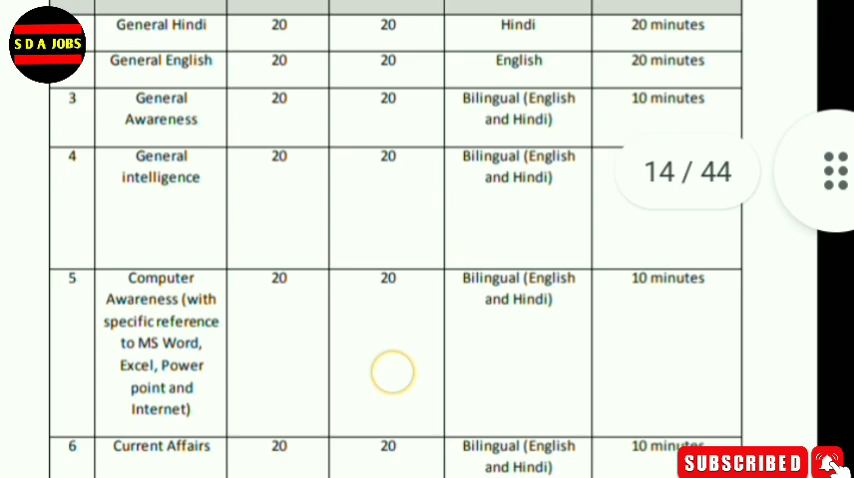 General Hindi 20 20 Hindi 20 minutes
S D A JOBS
General English 20 20 English 20 minutes
3 General 20 20 Bilingual (English 10 minutes
Awareness and Hindi)
4 General 20 20 Bilingual (English
intelligence and Hindi)
14 / 44
5 Computer 20 20 Bilingual (English 10 minutes
Awareness (with and Hindi)
specific reference
to MS Word,
Excel, Power
point and
Internet)
6 Current Affairs 20 20 Bilingual (English 10 minutes
and Hindi)
SUBSCRIBED